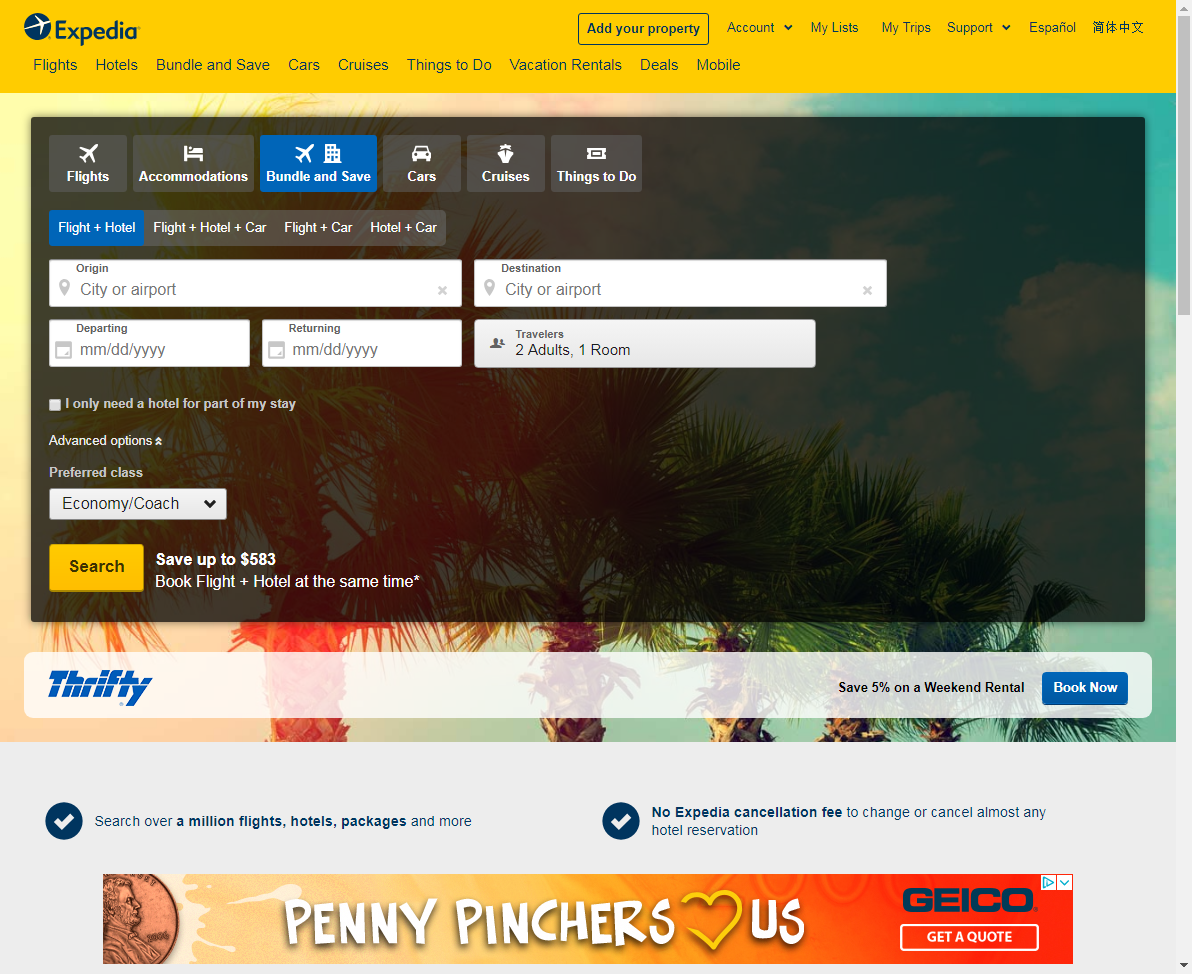 Expedia
Add your property
Account
My Lists
My Trips
Support
Español
简体中文
Flights
Hotels
Bundle and Save
Cars
Cruises
Things to Do
Vacation Rentals
Deals
Mobile
Flights
Accommodations
Bundle and Save
Cars
Cruises
Things to Do
Flight + Hotel
Flight + Hotel + Car
Flight + Car
Hotel + Car
Origin
City or airport
Destination
City or airport
Departing
mm/dd/yyyy
Returning
mm/dd/yyyy
Travelers
2 Adults, 1 Room
I only need a hotel for part of my stay
Advanced options
Preferred class
Economy/Coach
Search
Save up to $583
Book Flight + Hotel at the same time*
Thrifty
Save 5% on a Weekend Rental
Book Now
Search over a million flights, hotels, packages and more
No Expedia cancellation fee to change or cancel almost any
hotel reservation
PENNY PINCHERS US
GEICO
GET A QUOTE